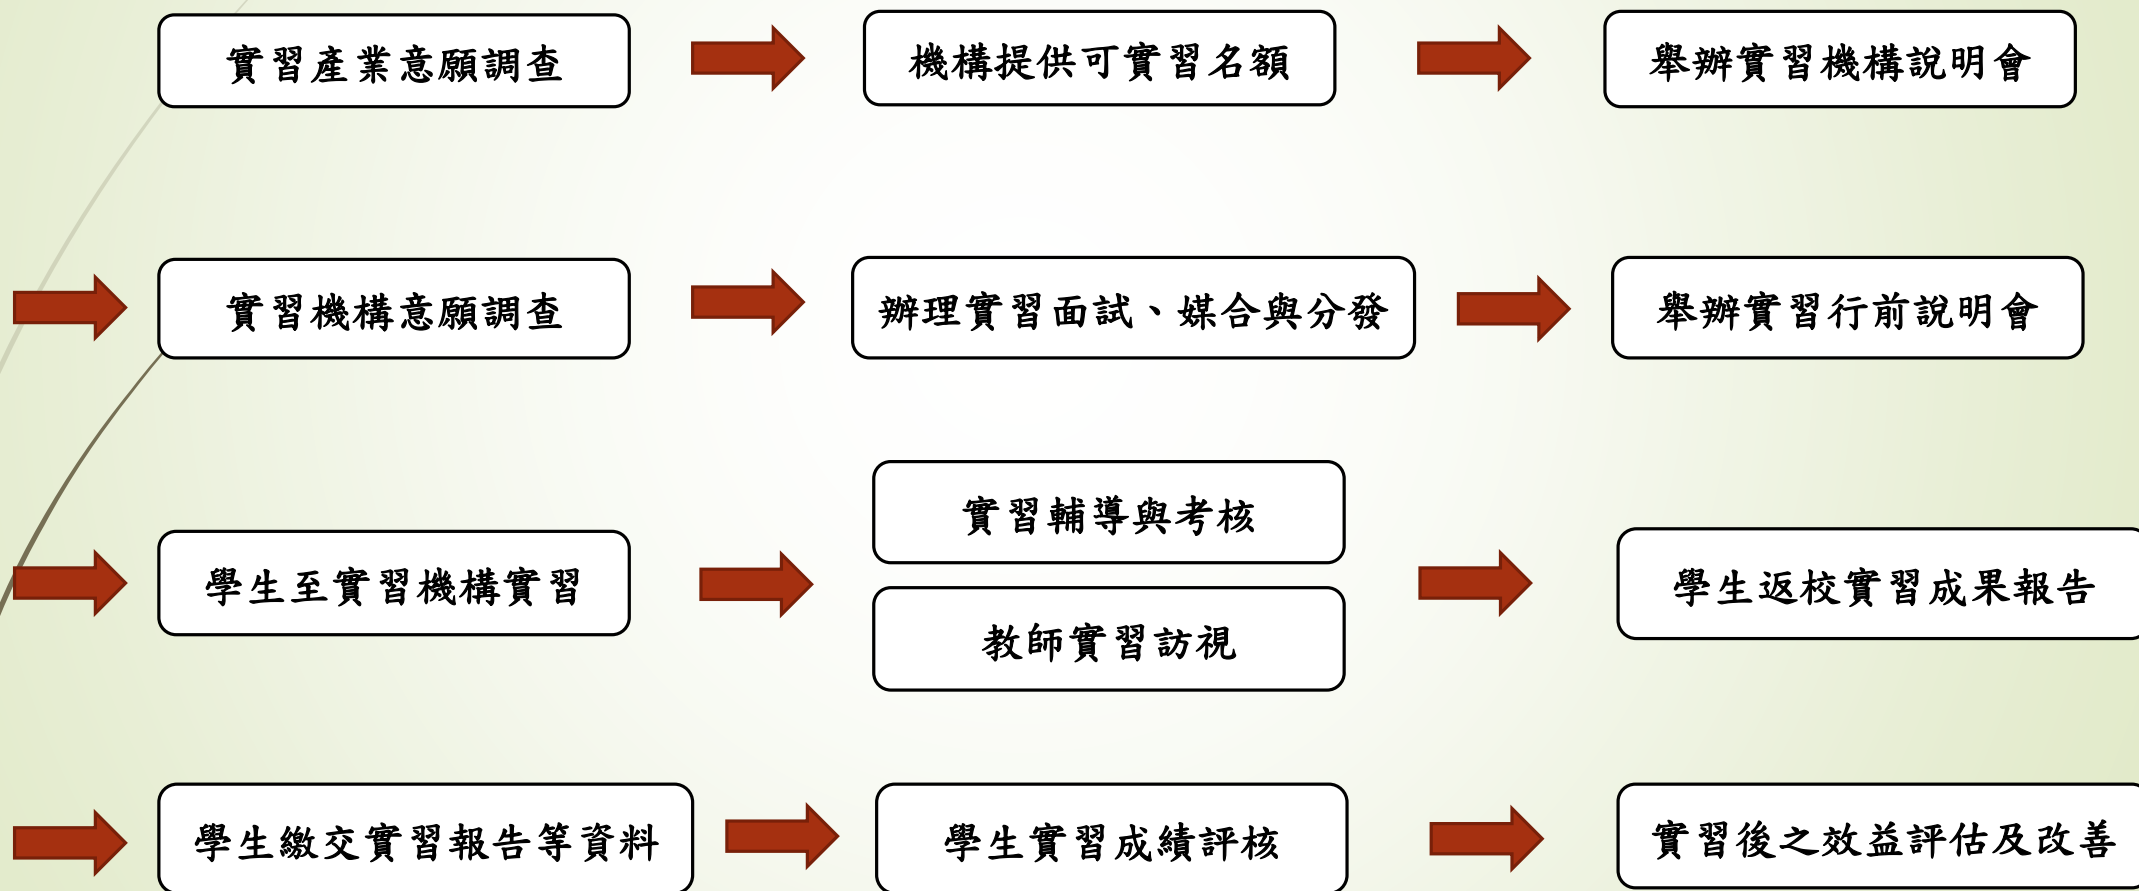 實習產業意願調查
機構提供可實習名額
舉辦實習機構說明會
實習機構意願調查
辦理實習面試、媒合與分發
舉辦實習行前說明會
學生至實習機構實習
實習輔導與考核
教師實習訪視
學生返校實習成果報告
學生繳交實習報告等資料
學生實習成績評核
實習後之效益評估及改善